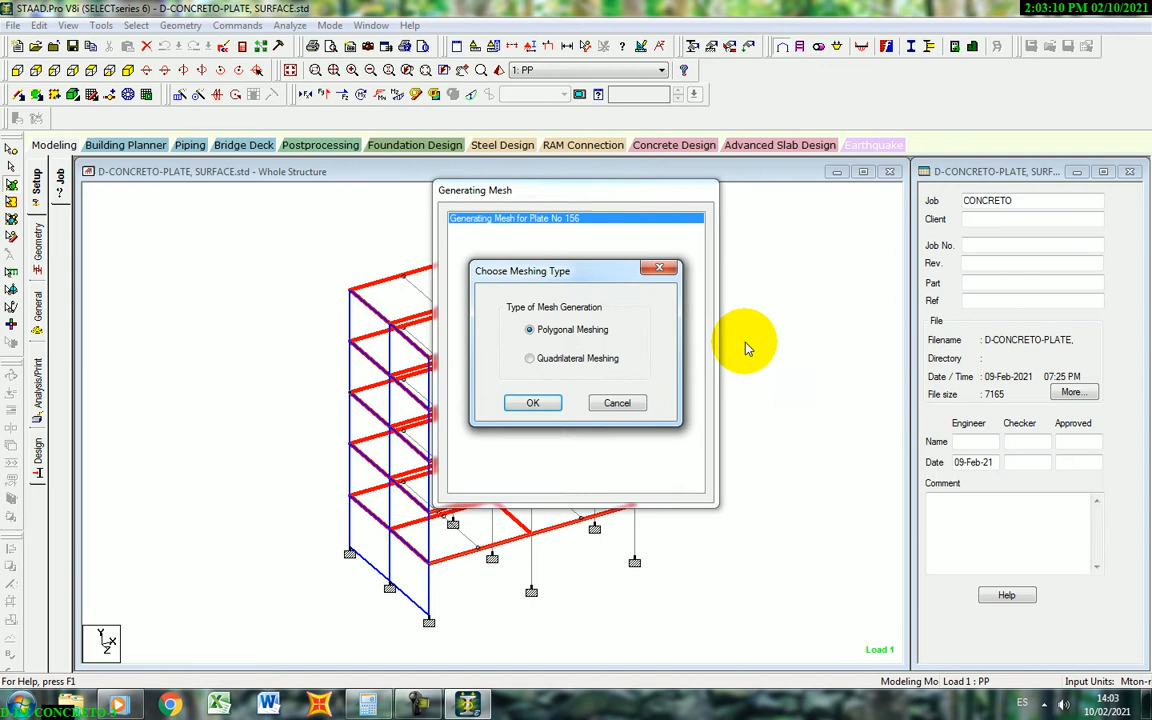 STAAD.Pro V8i (SELECTseries 6) - D-CONCRETO-PLATE, SURFACE.std
2:03:10 PM 02/10/2021
File Edit View Tools Select Geometry Commands Analyze Mode Window Help
1: PP
Modeling Building Planner Piping Bridge Deck Postprocessing Foundation Design Steel Design RAM Connection Concrete Design Advanced Slab Design Earthquake
Setup
Geometry
General
Analysis/Print
Design
Job
D-CONCRETO-PLATE, SURFACE.std - Whole Structure
Generating Mesh
Generating Mesh for Plate No 156
Choose Meshing Type
Type of Mesh Generation
Polygonal Meshing
Quadrilateral Meshing
OK Cancel
Y
X
Z
Load 1
D-CONCRETO-PLATE, SURF...
Job CONCRETO
Client
Job No.
Rev.
Part
Ref
File
Filename : D-CONCRETO-PLATE,
Directory :
Date / Time : 09-Feb-2021 07:25 PM
File size : 7165 More...
Engineer Checker Approved
Name
Date 09-Feb-21
Comment
Help
For Help, press F1
Modeling Mo Load 1 : PP Input Units: Mton-r
ES
14:03
10/02/2021